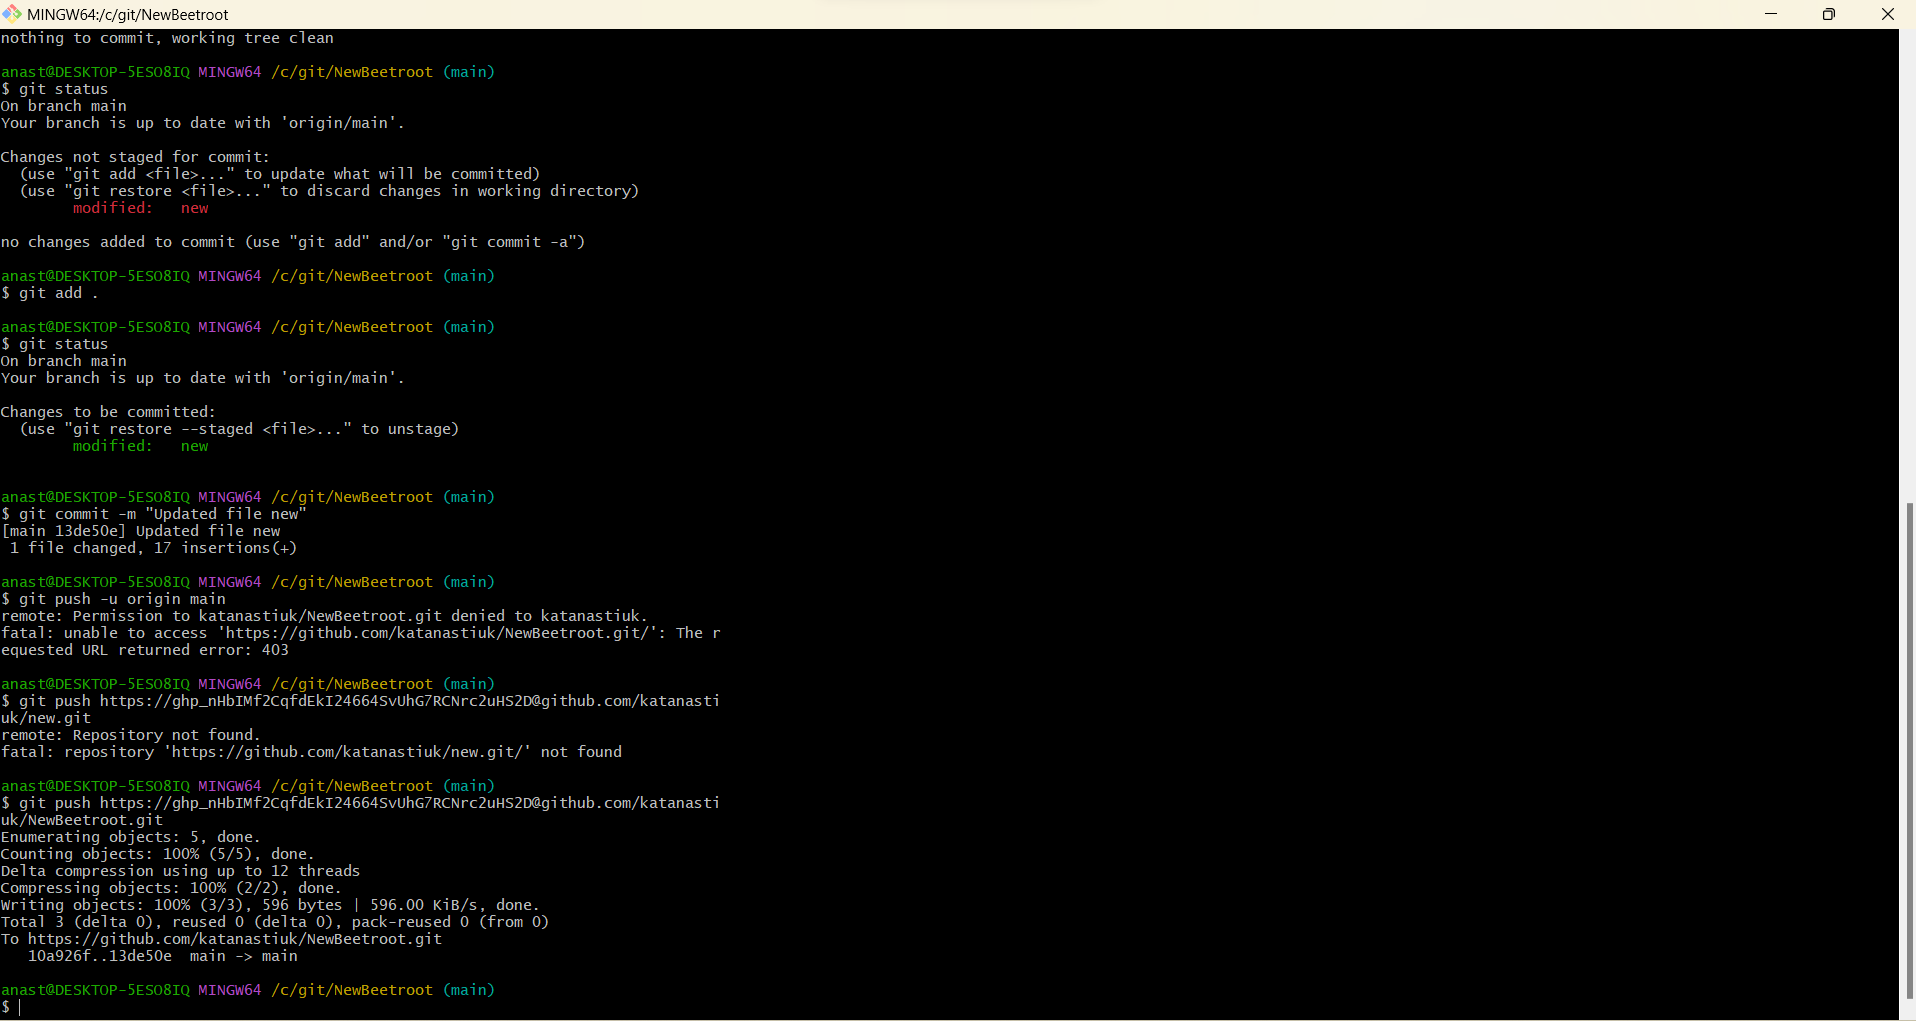 MINGW64:/c/git/NewBeetroot
nothing to commit, working tree clean
anast@DESKTOP-5ESO8IQ MINGW64 /c/git/NewBeetroot (main)
$ git status
On branch main
Your branch is up to date with 'origin/main'.
Changes not staged for commit:
  (use "git add <file>..." to update what will be committed)
  (use "git restore <file>..." to discard changes in working directory)
        modified:   new
no changes added to commit (use "git add" and/or "git commit -a")
anast@DESKTOP-5ESO8IQ MINGW64 /c/git/NewBeetroot (main)
$ git add .
anast@DESKTOP-5ESO8IQ MINGW64 /c/git/NewBeetroot (main)
$ git status
On branch main
Your branch is up to date with 'origin/main'.
Changes to be committed:
  (use "git restore --staged <file>..." to unstage)
        modified:   new
anast@DESKTOP-5ESO8IQ MINGW64 /c/git/NewBeetroot (main)
$ git commit -m "Updated file new"
[main 13de50e] Updated file new
 1 file changed, 17 insertions(+)
anast@DESKTOP-5ESO8IQ MINGW64 /c/git/NewBeetroot (main)
$ git push -u origin main
remote: Permission to katanastiuk/NewBeetroot.git denied to katanastiuk.
fatal: unable to access 'https://github.com/katanastiuk/NewBeetroot.git/': The r
equested URL returned error: 403
anast@DESKTOP-5ESO8IQ MINGW64 /c/git/NewBeetroot (main)
$ git push https://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@github.com/katanasti
uk/new.git
remote: Repository not found.
fatal: repository 'https://github.com/katanastiuk/new.git/' not found
anast@DESKTOP-5ESO8IQ MINGW64 /c/git/NewBeetroot (main)
$ git push https://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@github.com/katanasti
uk/NewBeetroot.git
Enumerating objects: 5, done.
Counting objects: 100% (5/5), done.
Delta compression using up to 12 threads
Compressing objects: 100% (2/2), done.
Writing objects: 100% (3/3), 596 bytes | 596.00 KiB/s, done.
Total 3 (delta 0), reused 0 (delta 0), pack-reused 0 (from 0)
To https://github.com/katanastiuk/NewBeetroot.git
   10a926f..13de50e  main -> main
anast@DESKTOP-5ESO8IQ MINGW64 /c/git/NewBeetroot (main)
$